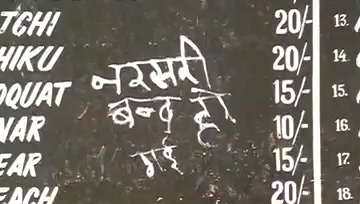 TCHI 20/- 13.
HIKU 20/- 14
OQUAT 15/- 15.
VAR 10/- 16.
EAR 15/- 17.
EACH 20/- 18.
नरसरी
बन्द हो
गई